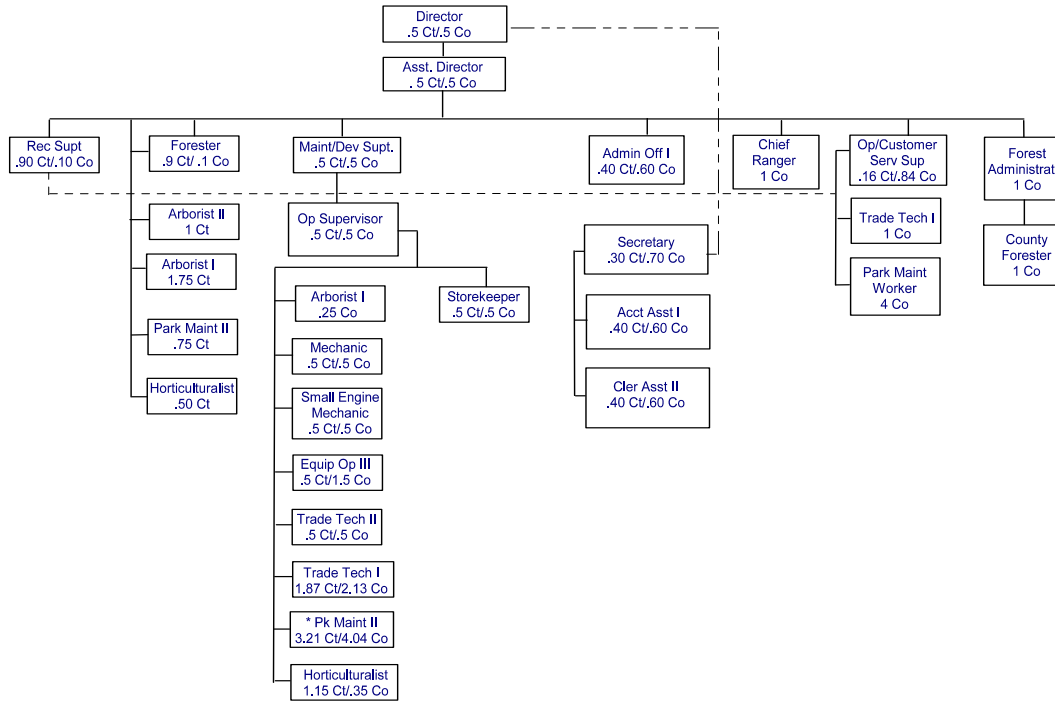 Director
.5 Ct/.5 Co
Asst. Director
. 5 Ct/.5 Co
Rec Supt
.90 Ct/.10 Co
Forester
.9 Ct/ .1 Co
Maint/Dev Supt.
.5 Ct/.5 Co
Admin Off I
.40 Ct/.60 Co
Chief
Ranger
1 Co
Op/Customer
Serv Sup
.16 Ct/.84 Co
Forest
Administrat
1 Co
Arborist II
1 Ct
Arborist I
1.75 Ct
Park Maint II
.75 Ct
Horticulturalist
.50 Ct
Op Supervisor
.5 Ct/.5 Co
Arborist I
.25 Co
Storekeeper
.5 Ct/.5 Co
Mechanic
.5 Ct/.5 Co
Small Engine
Mechanic
.5 Ct/.5 Co
Equip Op III
.5 Ct/1.5 Co
Trade Tech II
.5 Ct/.5 Co
Trade Tech I
1.87 Ct/2.13 Co
* Pk Maint II
3.21 Ct/4.04 Co
Horticulturalist
1.15 Ct/.35 Co
Secretary
.30 Ct/.70 Co
Acct Asst I
.40 Ct/.60 Co
Cler Asst II
.40 Ct/.60 Co
Trade Tech I
1 Co
Park Maint
Worker
4 Co
County
Forester
1 Co